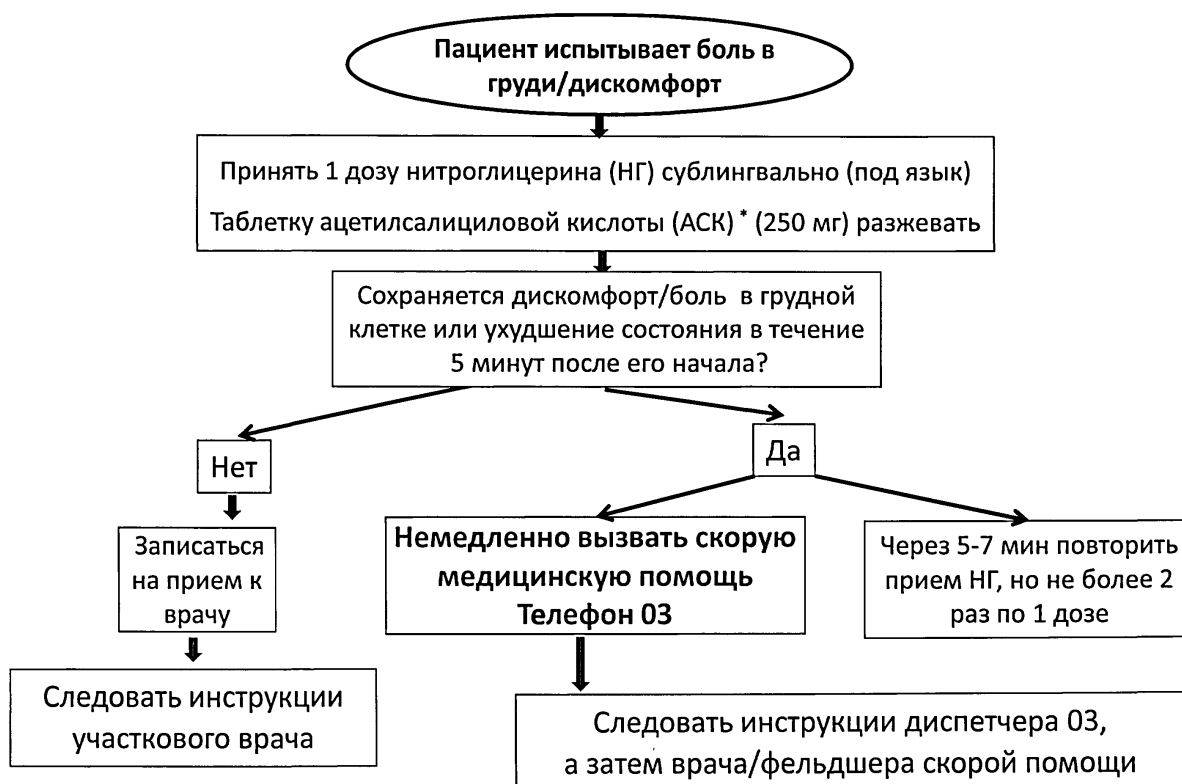 Пациент испытывает боль в
груди/дискомфорт
Принять 1 дозу нитроглицерина (НГ) сублингвально (под язык)
Таблетку ацетилсалициловой кислоты (АСК) * (250 мг) разжевать
Сохраняется дискомфорт/боль в грудной
клетке или ухудшение состояния в течение
5 минут после его начала?
Нет
Да
Записаться
на прием к
врачу
Немедленно вызвать скорую
медицинскую помощь
Телефон 03
Через 5-7 мин повторить
прием НГ, но не более 2
раз по 1 дозе
Следовать инструкции
участкового врача
Следовать инструкции диспетчера 03,
а затем врача/фельдшера скорой помощи